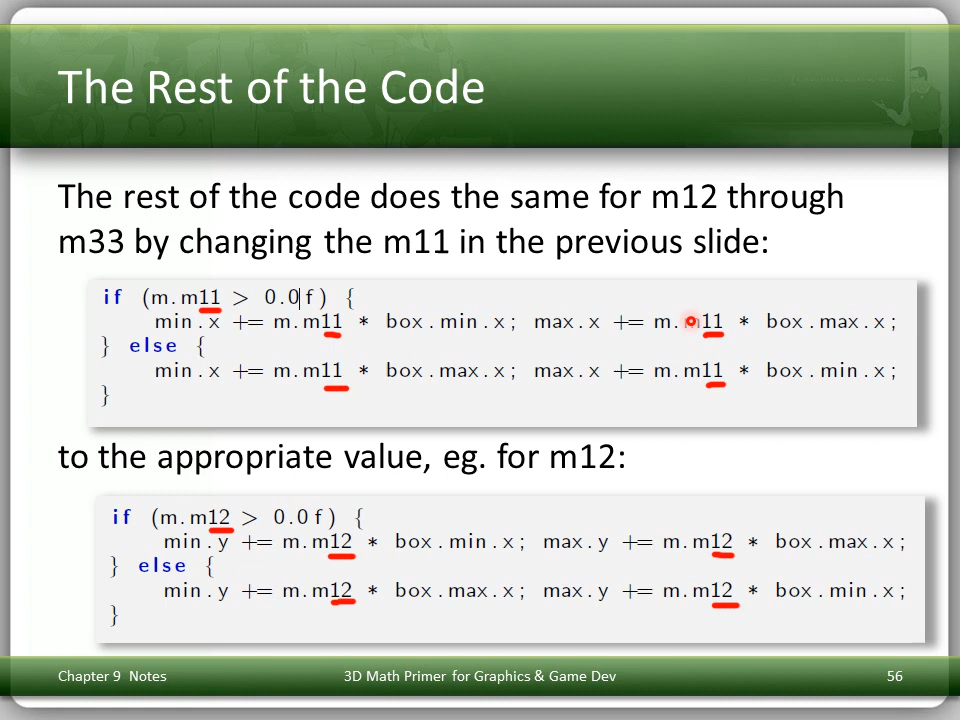 The Rest of the Code
The rest of the code does the same for m12 through
m33 by changing the m11 in the previous slide:
if (m.m11 > 0.0f) {
min.x += m.m11 * box.min.x; max.x += m.m11 * box.max.x;
} else {
min.x += m.m11 * box.max.x; max.x += m.m11 * box.min.x;
}
to the appropriate value, eg. for m12:
if (m.m12 > 0.0f) {
min.y += m.m12 * box.min.x; max.y += m.m12 * box.max.x;
} else {
min.y += m.m12 * box.max.x; max.y += m.m12 * box.min.x;
}
Chapter 9 Notes 3D Math Primer for Graphics & Game Dev 56